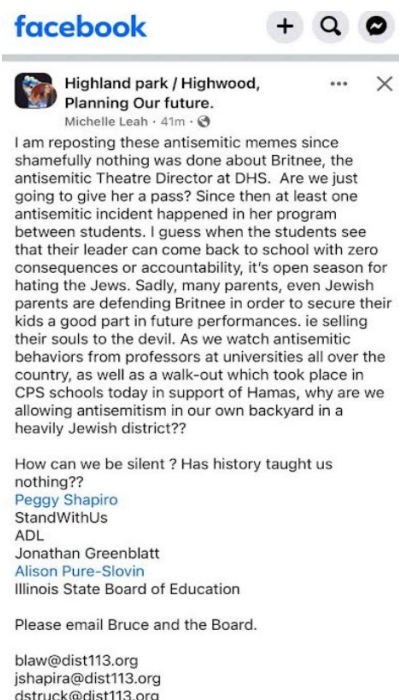 facebook
Highland park / Highwood,
Planning Our future.
Michelle Leah · 41m ·
I am reposting these antisemitic memes since
shamefully nothing was done about Britnee, the
antisemitic Theatre Director at DHS.  Are we just
going to give her a pass? Since then at least one
antisemitic incident happened in her program
between students. I guess when the students see
that their leader can come back to school with zero
consequences or accountability, it's open season for
hating the Jews. Sadly, many parents, even Jewish
parents are defending Britnee in order to secure their
kids a good part in future performances. ie selling
their souls to the devil. As we watch antisemitic
behaviors from professors at universities all over the
country, as well as a walk-out which took place in
CPS schools today in support of Hamas, why are we
allowing antisemitism in our own backyard in a
heavily Jewish district??
How can we be silent ? Has history taught us
nothing??
Peggy Shapiro
StandWithUs
ADL
Jonathan Greenblatt
Alison Pure-Slovin
Illinois State Board of Education
Please email Bruce and the Board.
blaw@dist113.org
jshapira@dist113.org
dstruck@dist113.org